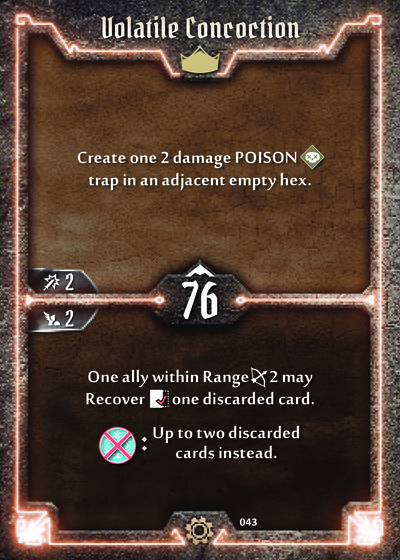 Volatile Concoction
Create one 2 damage POISON
trap in an adjacent empty hex.
2
76
2
One ally within Range 2 may
Recover one discarded card.
: Up to two discarded
cards instead.
043